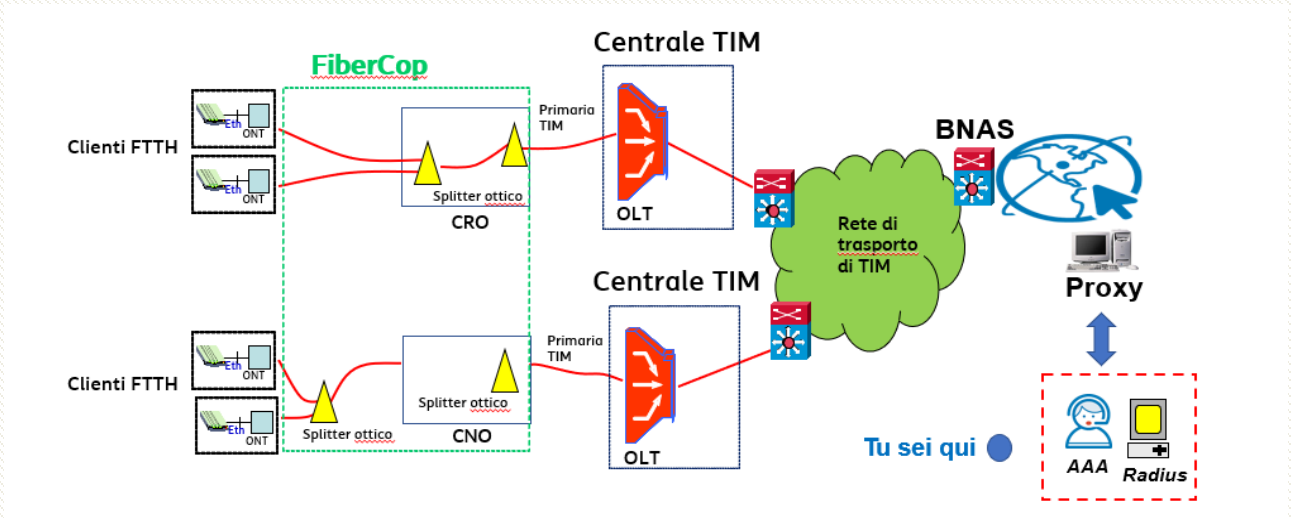 Centrale TIM
FiberCop
Clienti FTTH
Eth
ONT
Eth
ONT
Splitter ottico
CRO
Primaria
TIM
OLT
BNAS
Rete di
trasporto
di TIM
Proxy
Centrale TIM
Clienti FTTH
Eth
ONT
Eth
ONT
Splitter ottico
Splitter ottico
CNO
Primaria
TIM
OLT
Tu sei qui
AAA
Radius